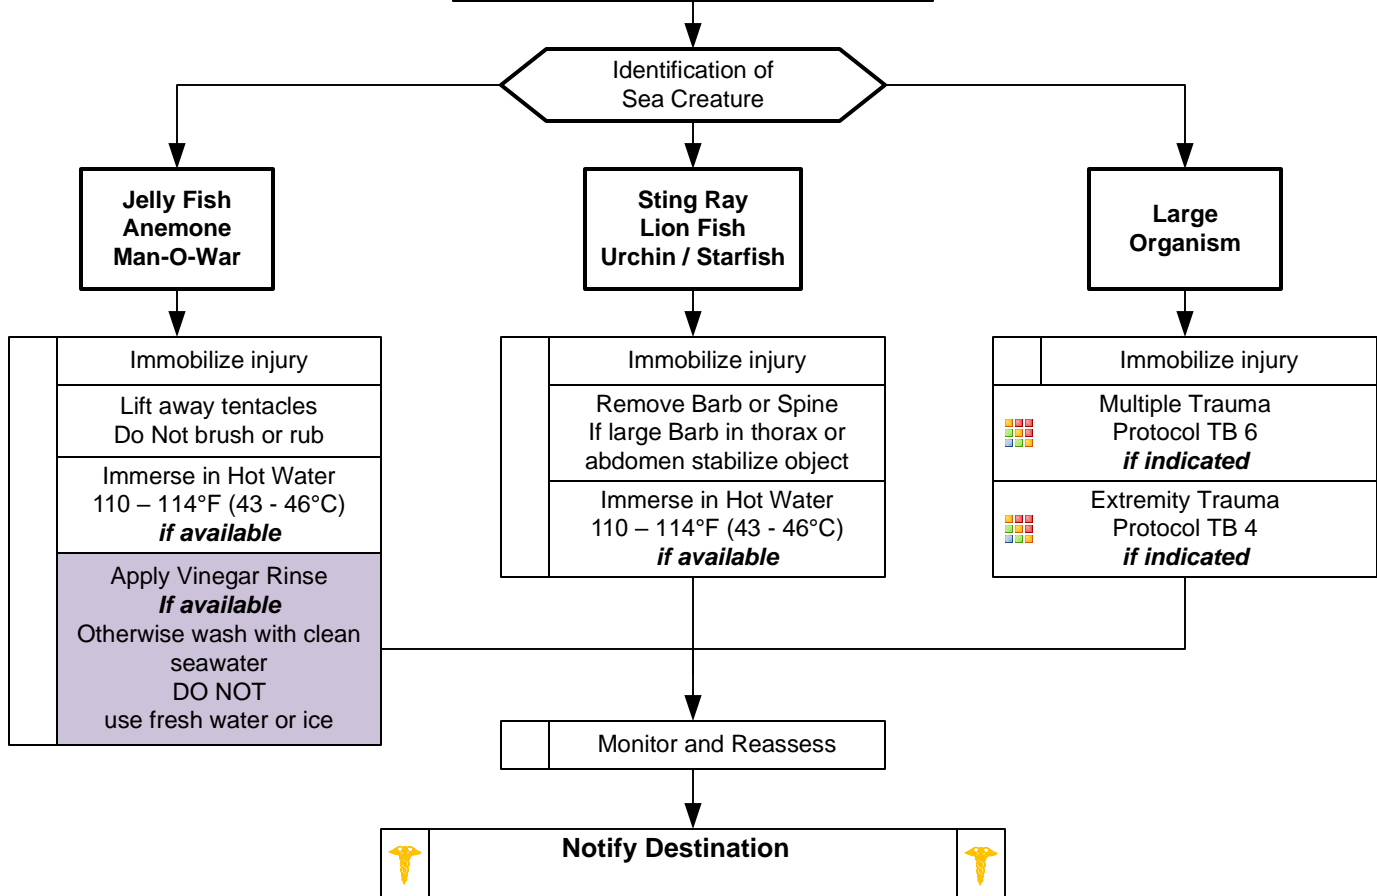 Identification of
Sea Creature
Jelly Fish
Anemone
Man-O-War
Sting Ray
Lion Fish
Urchin / Starfish
Large
Organism
Immobilize injury
Lift away tentacles
Do Not brush or rub
Immerse in Hot Water
110 – 114°F (43 - 46°C)
if available
Apply Vinegar Rinse
If available
Otherwise wash with clean
seawater
DO NOT
use fresh water or ice
Immobilize injury
Remove Barb or Spine
If large Barb in thorax or
abdomen stabilize object
Immerse in Hot Water
110 – 114°F (43 - 46°C)
if available
Immobilize injury
Multiple Trauma
Protocol TB 6
if indicated
Extremity Trauma
Protocol TB 4
if indicated
Monitor and Reassess
Notify Destination